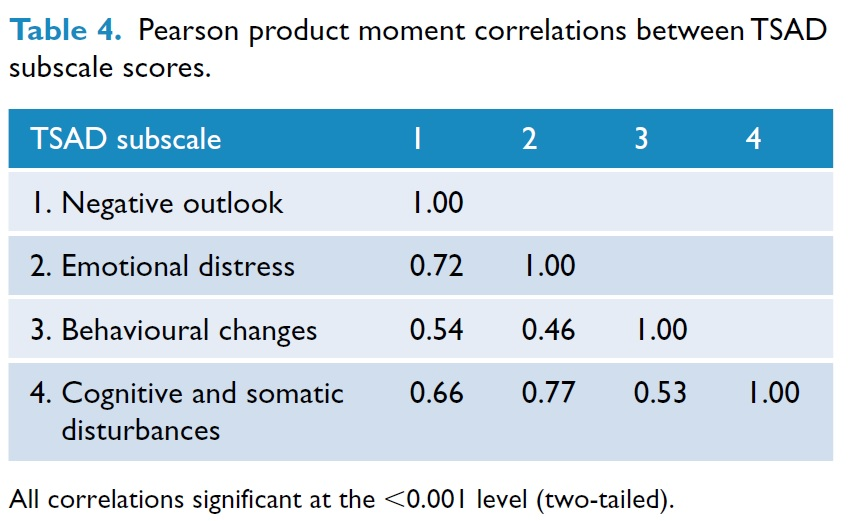 Table 4. Pearson product moment correlations between TSAD
subscale scores.
TSAD subscale 1 2 3 4
1. Negative outlook 1.00
2. Emotional distress 0.72 1.00
3. Behavioural changes 0.54 0.46 1.00
4. Cognitive and somatic 0.66 0.77 0.53 1.00
disturbances
All correlations significant at the <0.001 level (two-tailed).